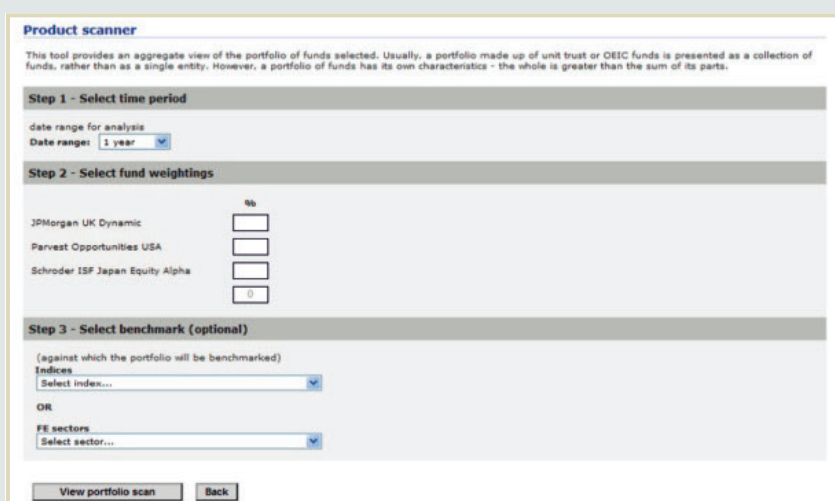 Product scanner
This tool provides an aggregate view of the portfolio of funds selected. Usually, a portfolio made up of unit trust or OEIC funds is presented as a collection of
funds, rather than as a single entity. However, a portfolio of funds has its own characteristics - the whole is greater than the sum of its parts.
Step 1 - Select time period
date range for analysis
Date range: 1 year
Step 2 - Select fund weightings
%
JPMorgan UK Dynamic
Parvest Opportunities USA
Schroder ISF Japan Equity Alpha
0
Step 3 - Select benchmark (optional)
(against which the portfolio will be benchmarked)
Indices
Select index...
OR
FE sectors
Select sector...
View portfolio scan Back